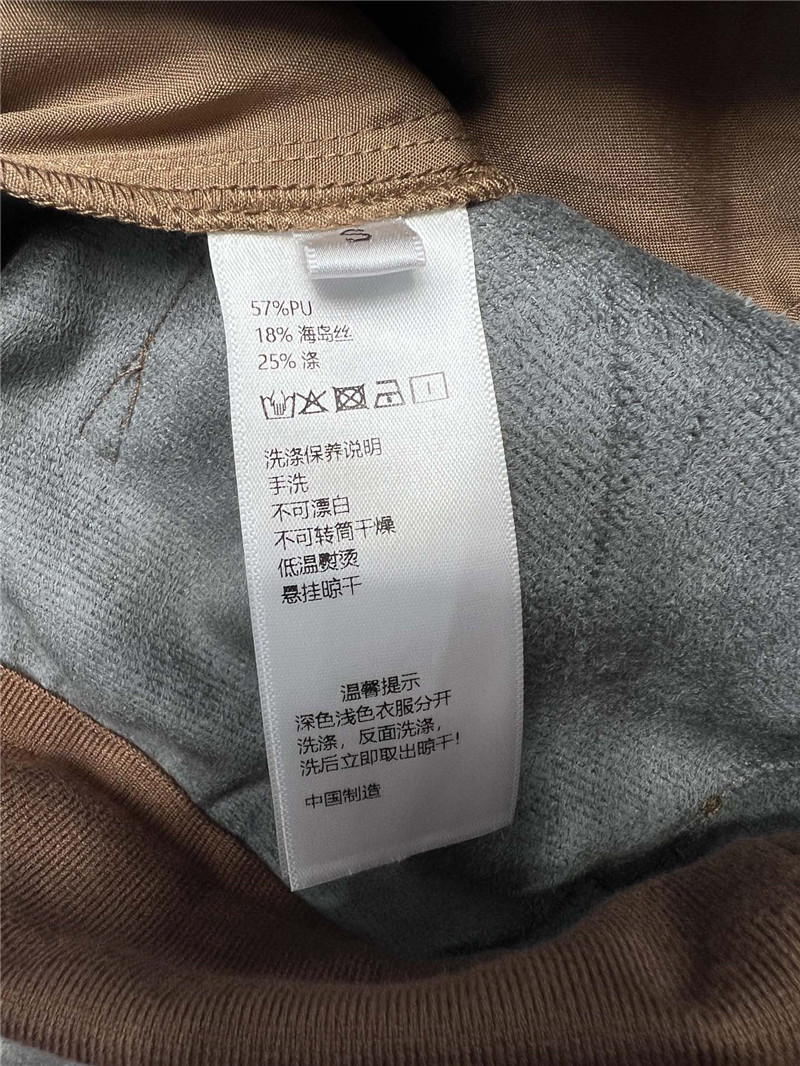 S
57%PU
18% 海岛丝
25% 涤
洗涤保养说明
手洗
不可漂白
不可转筒干燥
低温熨烫
悬挂晾干
温馨提示
深色浅色衣服分开
洗涤，反面洗涤，
洗后立即取出晾干！
中国制造